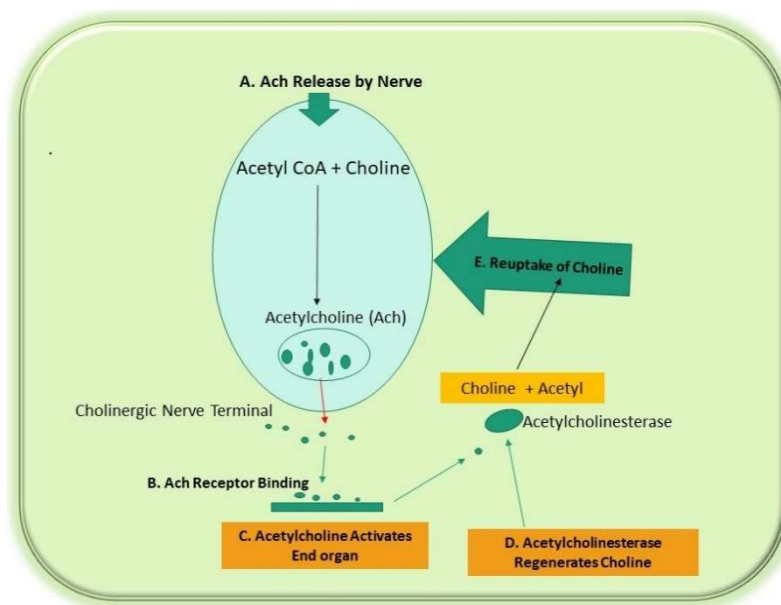 A. Ach Release by Nerve
Acetyl CoA + Choline
E. Reuptake of Choline
Acetylcholine (Ach)
Choline + Acetyl
Cholinergic Nerve Terminal
Acetylcholinesterase
B. Ach Receptor Binding
C. Acetylcholine Activates
End organ
D. Acetylcholinesterase
Regenerates Choline